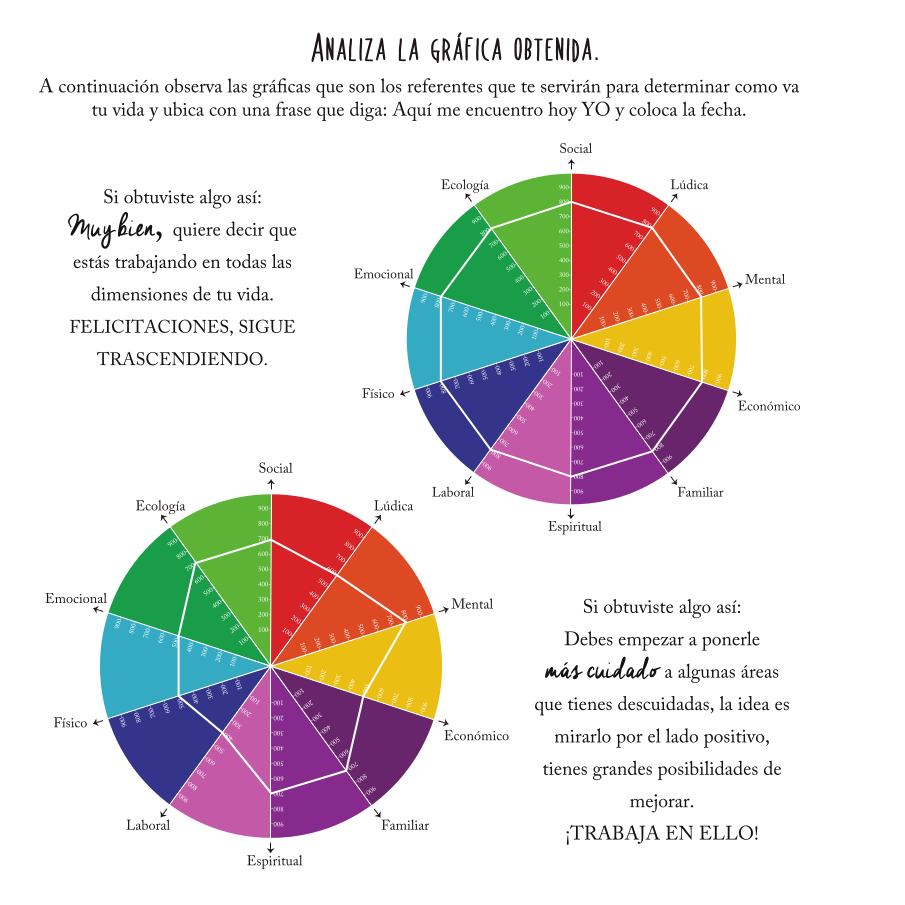 ANALIZA LA GRÁFICA OBTENIDA.
A continuación observa las gráficas que son los referentes que te servirán para determinar como va
tu vida y ubica con una frase que diga: Aquí me encuentro hoy YO y coloca la fecha.
Si obtuviste algo así:
Muy bien, quiere decir que
estás trabajando en todas las
dimensiones de tu vida.
FELICITACIONES, SIGUE
TRASCENDIENDO.
Social
Lúdica
Mental
Económico
Familiar
Espiritual
Laboral
Físico
Emocional
Ecología
900
800
700
600
500
400
300
200
100
Social
Lúdica
Mental
Económico
Familiar
Espiritual
Laboral
Físico
Emocional
Ecología
900
800
700
600
500
400
300
200
100
Si obtuviste algo así:
Debes empezar a ponerle
más cuidado a algunas áreas
que tienes descuidadas, la idea es
mirarlo por el lado positivo,
tienes grandes posibilidades de
mejorar.
¡TRABAJA EN ELLO!